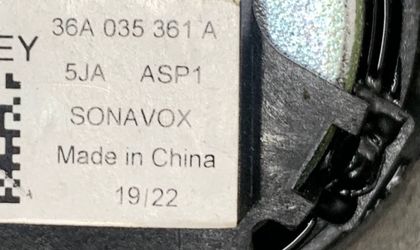 EY
36A 035 361 A
5JA ASP1
SONAVOX
Made in China
19/22